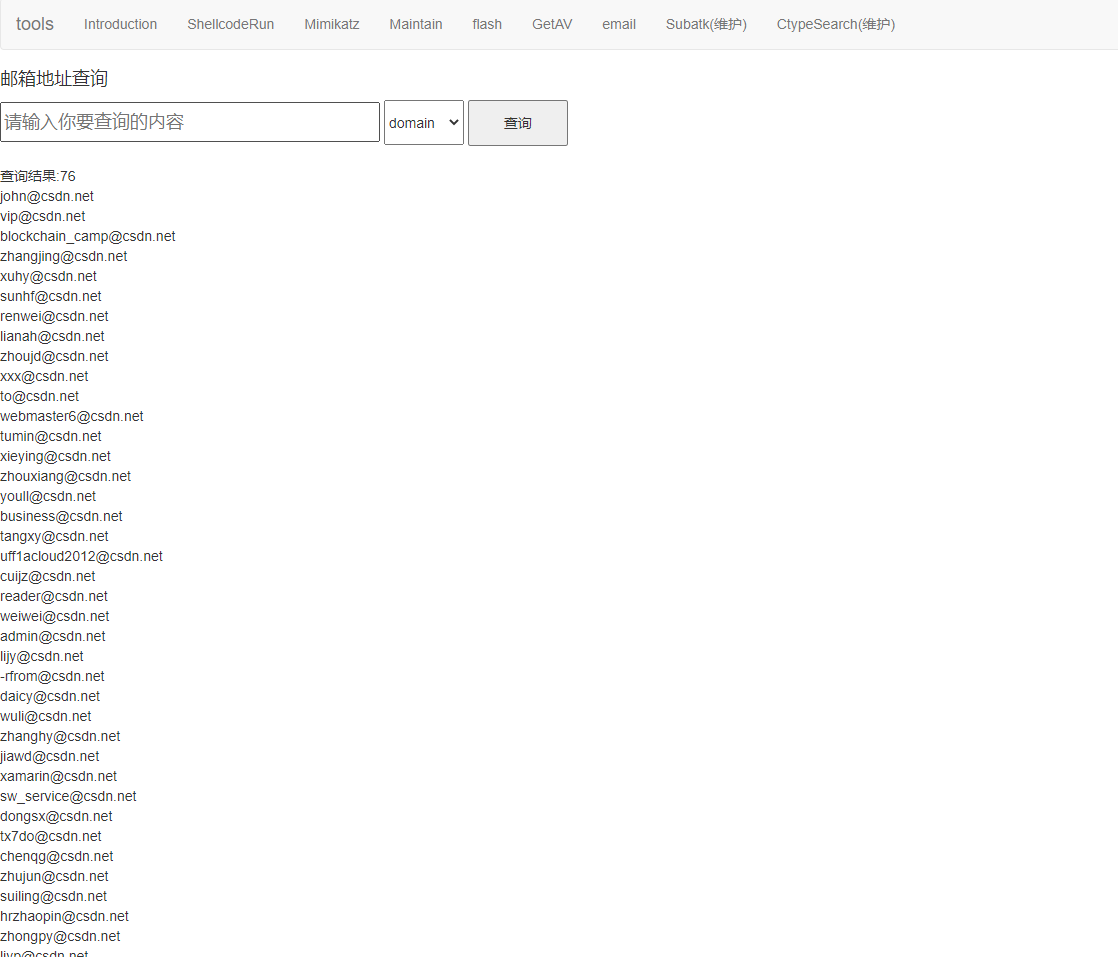 tools Introduction ShellcodeRun Mimikatz Maintain flash GetAV email Subatk(维护) CtypeSearch(维护)
邮箱地址查询
请输入你要查询的内容 domain 查询
查询结果:76
john@csdn.net
vip@csdn.net
blockchain_camp@csdn.net
zhangjing@csdn.net
xuhy@csdn.net
sunhf@csdn.net
renwei@csdn.net
lianah@csdn.net
zhoujd@csdn.net
xxx@csdn.net
to@csdn.net
webmaster6@csdn.net
tumin@csdn.net
xieying@csdn.net
zhouxiang@csdn.net
youll@csdn.net
business@csdn.net
tangxy@csdn.net
uff1acloud2012@csdn.net
cuijz@csdn.net
reader@csdn.net
weiwei@csdn.net
admin@csdn.net
lijy@csdn.net
-rfrom@csdn.net
daicy@csdn.net
wuli@csdn.net
zhanghy@csdn.net
jiawd@csdn.net
xamarin@csdn.net
sw_service@csdn.net
dongsx@csdn.net
tx7do@csdn.net
chenqg@csdn.net
zhujun@csdn.net
suiling@csdn.net
hrzhaopin@csdn.net
zhongpy@csdn.net